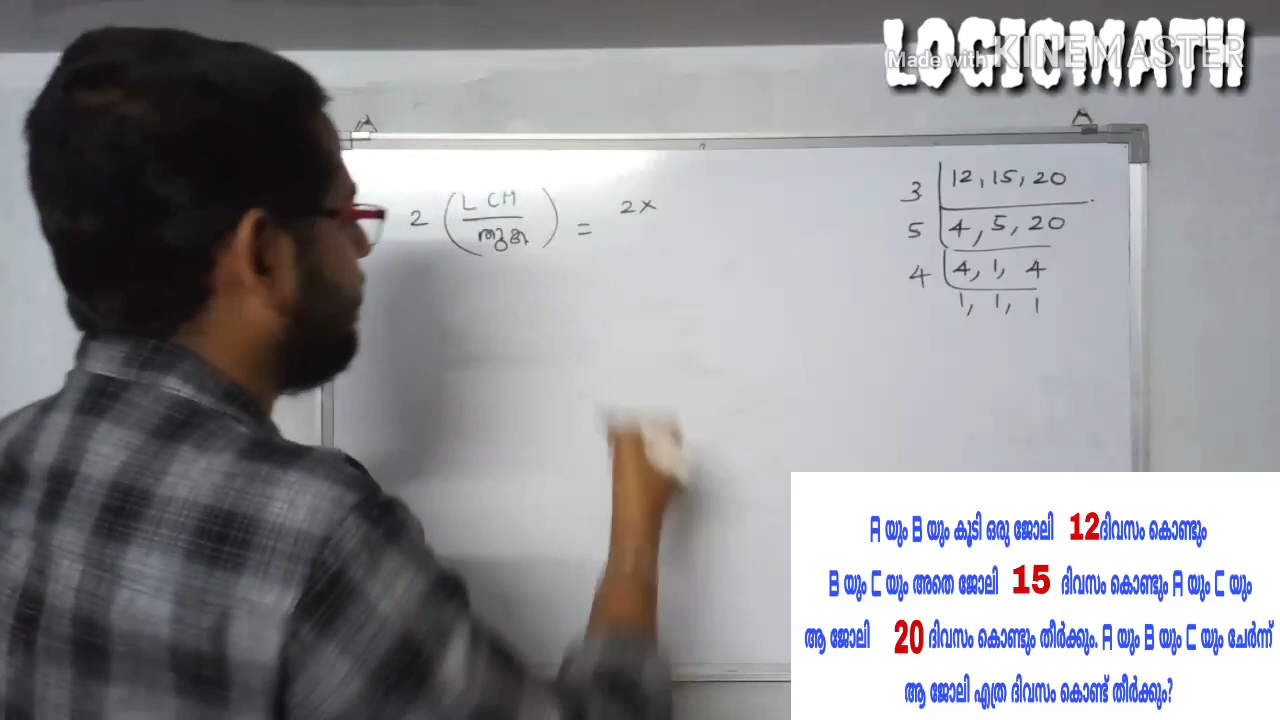 LOGICMATH
Made with KINEMASTER
2 ( LCM / തുക ) = 2x
3 | 12, 15, 20
5 | 4, 5, 20
4 | 4, 1, 4
1, 1, 1
A യും B യും കൂടി ഒരു ജോലി 12ദിവസം കൊണ്ടും
B യും C യും അതെ ജോലി 15 ദിവസം കൊണ്ടും A യും C യും
ആ ജോലി 20 ദിവസം കൊണ്ടും തീർക്കും. A യും B യും C യും ചേർന്ന്
ആ ജോലി എത്ര ദിവസം കൊണ്ട് തീർക്കും?